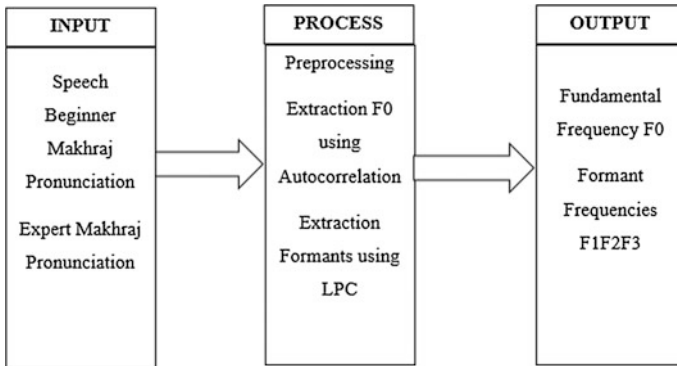 INPUT
Speech
Beginner
Makhraj
Pronunciation
Expert Makhraj
Pronunciation
PROCESS
Preprocessing
Extraction F0
using
Autocorrelation
Extraction
Formants using
LPC
OUTPUT
Fundamental
Frequency F0
Formant
Frequencies
F1F2F3